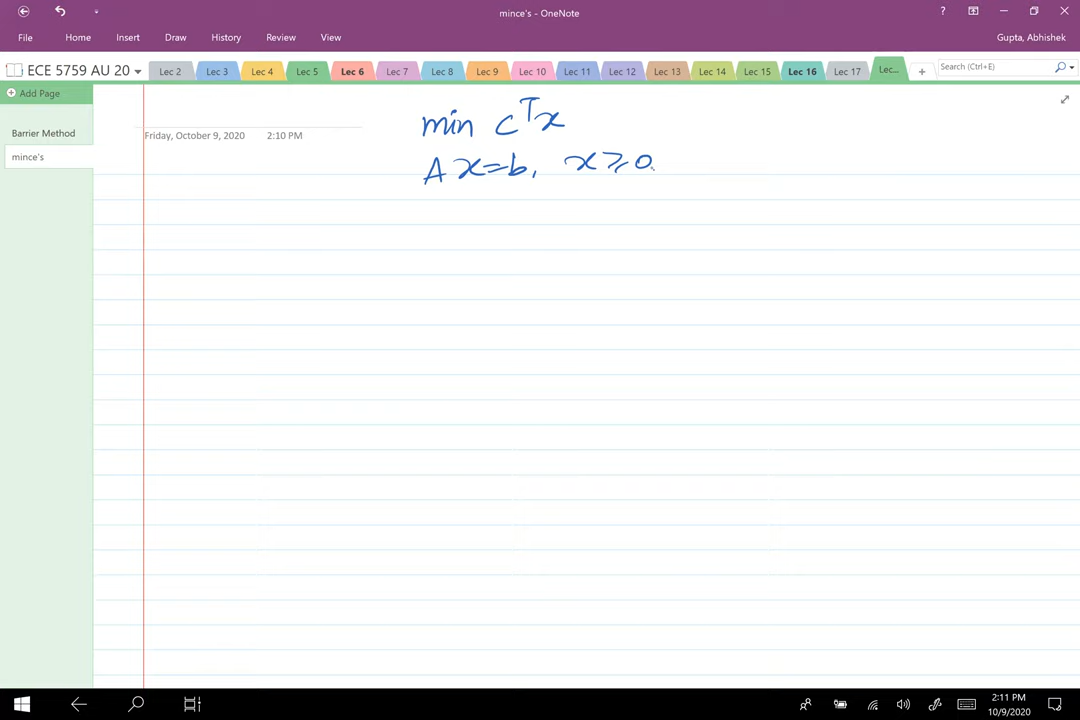 mince's - OneNote
File Home Insert Draw History Review View
Gupta, Abhishek
ECE 5759 AU 20
Lec 2 Lec 3 Lec 4 Lec 5 Lec 6 Lec 7 Lec 8 Lec 9 Lec 10 Lec 11 Lec 12 Lec 13 Lec 14 Lec 15 Lec 16 Lec 17 Lec...
Search (Ctrl+E)
Add Page
Barrier Method
mince's
Friday, October 9, 2020 2:10 PM
min cᵀx
Ax=b, x≥0.
2:11 PM
10/9/2020